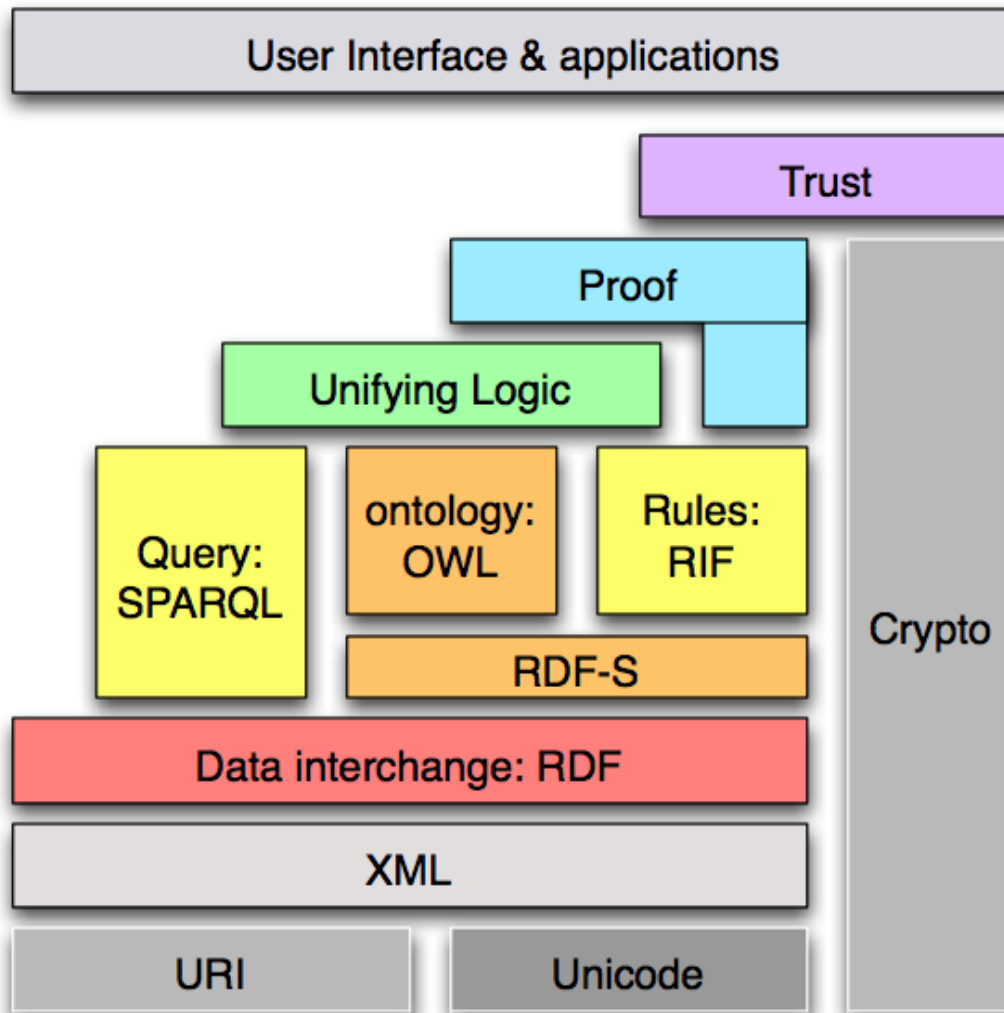 User Interface & applications
Trust
Proof
Unifying Logic
Query:
SPARQL
ontology:
OWL
Rules:
RIF
Crypto
RDF-S
Data interchange: RDF
XML
URI
Unicode